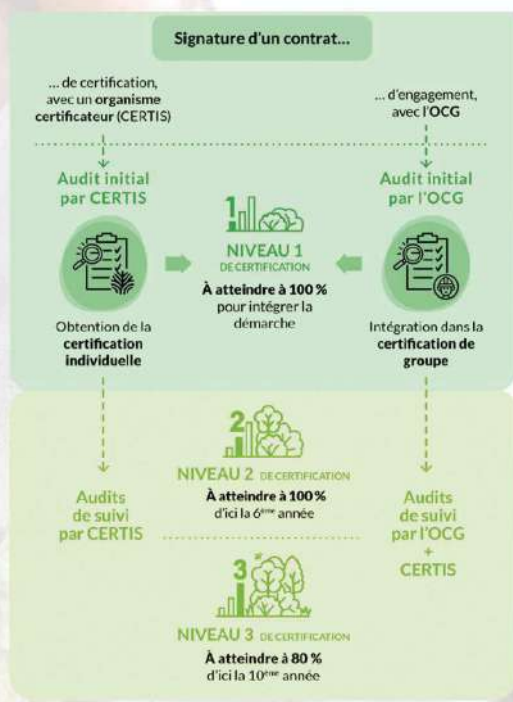 Signature d'un contrat...
... de certification,
avec un organisme
certificateur (CERTIS)
... d'engagement,
avec l'OCG
Audit initial
par CERTIS
Audit initial
par l'OCG
1
NIVEAU 1
DE CERTIFICATION
À atteindre à 100 %
pour intégrer la
démarche
Obtention de la
certification
individuelle
Intégration dans la
certification de
groupe
2
NIVEAU 2 DE CERTIFICATION
À atteindre à 100 %
d'ici la 6ème année
Audits
de suivi
par CERTIS
Audits
de suivi
par l'OCG
+
CERTIS
3
NIVEAU 3 DE CERTIFICATION
À atteindre à 80 %
d'ici la 10ème année